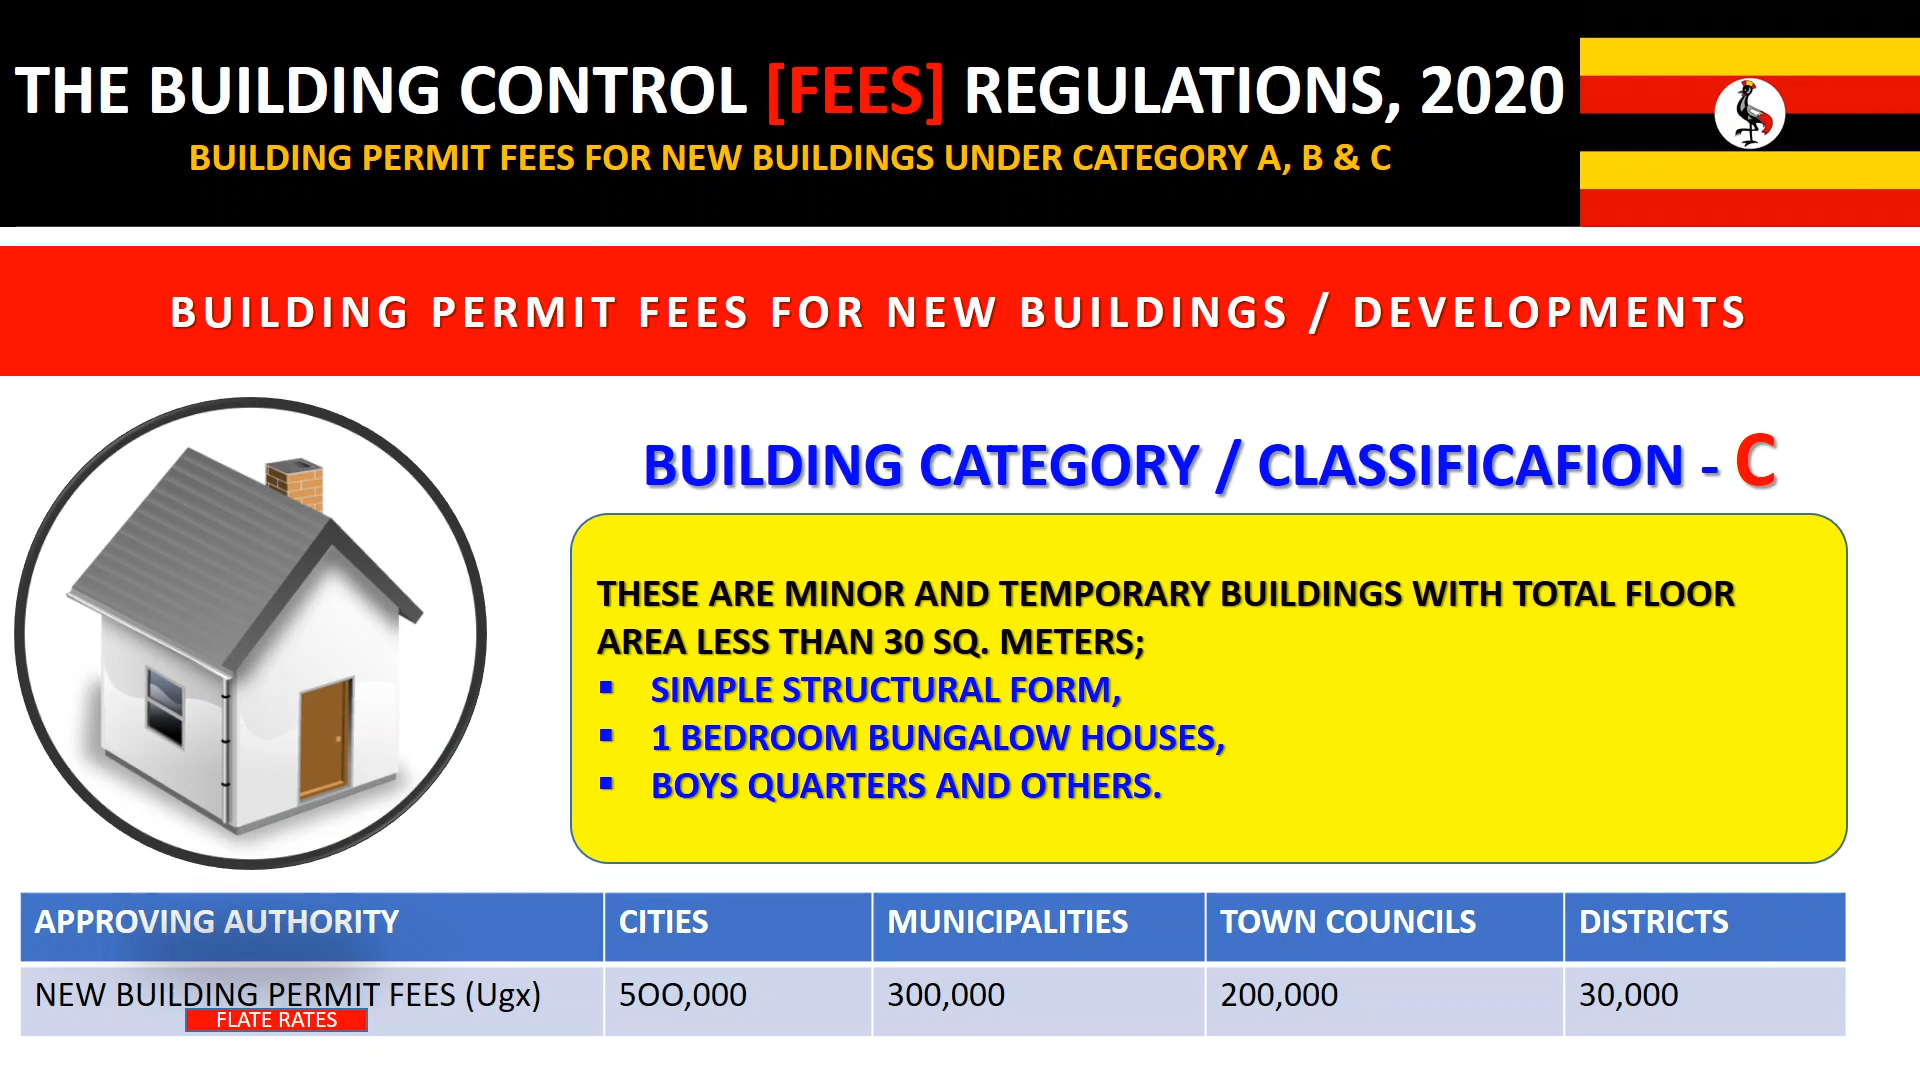 THE BUILDING CONTROL [FEES] REGULATIONS, 2020
BUILDING PERMIT FEES FOR NEW BUILDINGS UNDER CATEGORY A, B & C
BUILDING PERMIT FEES FOR NEW BUILDINGS / DEVELOPMENTS
BUILDING CATEGORY / CLASSIFICAFION - C
THESE ARE MINOR AND TEMPORARY BUILDINGS WITH TOTAL FLOOR
AREA LESS THAN 30 SQ. METERS;
▪ SIMPLE STRUCTURAL FORM,
▪ 1 BEDROOM BUNGALOW HOUSES,
▪ BOYS QUARTERS AND OTHERS.
APPROVING AUTHORITY CITIES MUNICIPALITIES TOWN COUNCILS DISTRICTS
NEW BUILDING PERMIT FEES (Ugx) 5OO,000 300,000 200,000 30,000
FLATE RATES